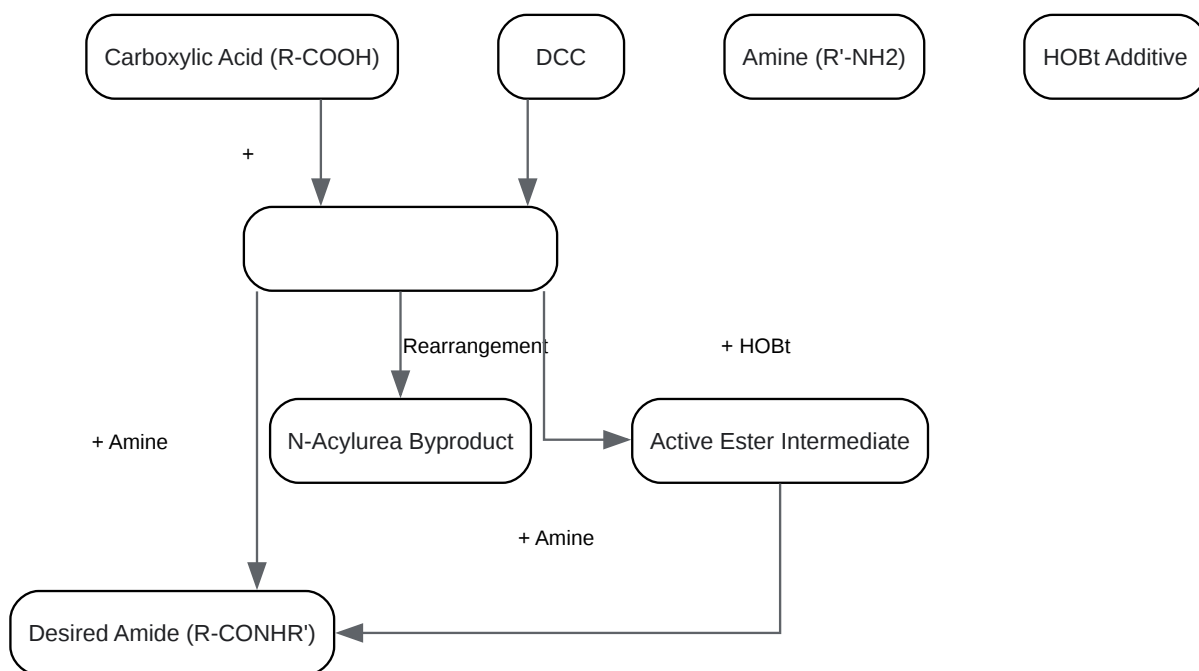 Carboxylic Acid (R-COOH)
DCC
Amine (R'-NH2)
HOBt Additive
+
Rearrangement
+ HOBt
+ Amine
N-Acylurea Byproduct
Active Ester Intermediate
+ Amine
Desired Amide (R-CONHR')